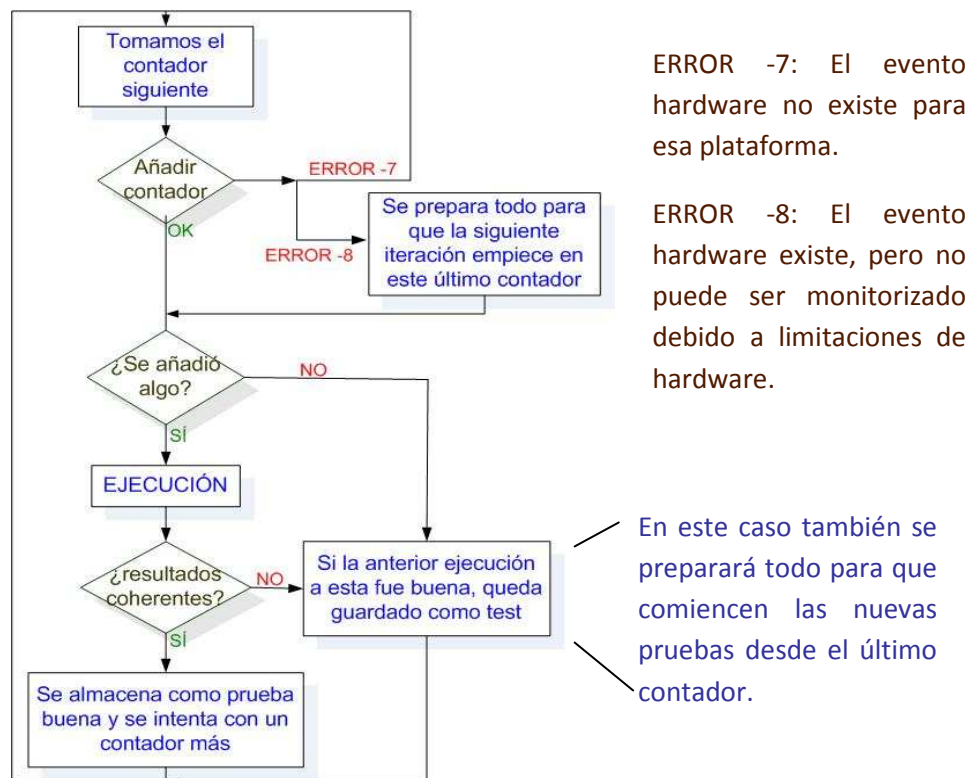 Tomamos el
contador
siguiente
Añadir
contador
ERROR -7
OK
ERROR -8
Se prepara todo para
que la siguiente
iteración empiece en
este último contador
¿Se añadió
algo?
NO
SÍ
EJECUCIÓN
¿resultados
coherentes?
NO
SÍ
Si la anterior ejecución
a esta fue buena, queda
guardado como test
Se almacena como prueba
buena y se intenta con un
contador más
ERROR -7: El evento
hardware no existe para
esa plataforma.
ERROR -8: El evento
hardware existe, pero no
puede ser monitorizado
debido a limitaciones de
hardware.
En este caso también se
preparará todo para que
comiencen las nuevas
pruebas desde el último
contador.